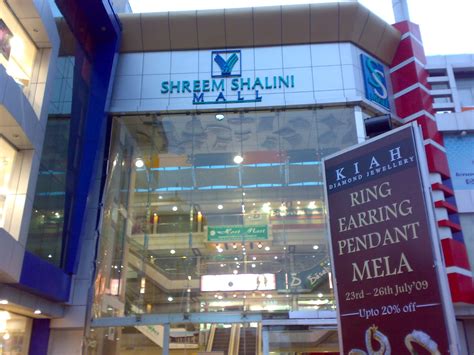 SHREEM SHALINI
MALL
S
KIAH
DIAMOND JEWELLERY
RING
EARRING
PENDANT
MELA
23rd - 26th July'09
Upto 20% off